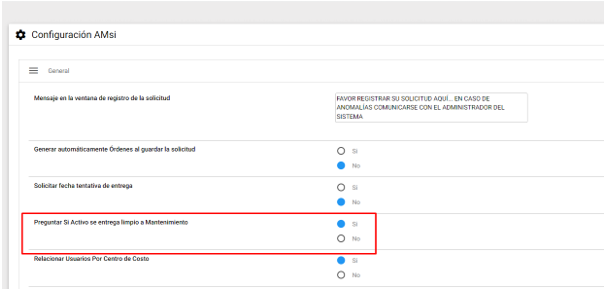 Configuración AMsi
General
Mensaje en la ventana de registro de la solicitud
FAVOR REGISTRAR SU SOLICITUD AQUÍ... EN CASO DE
ANOMALÍAS COMUNICARSE CON EL ADMINISTRADOR DEL
SISTEMA
Generar automáticamente Órdenes al guardar la solicitud
Si
No
Solicitar fecha tentativa de entrega
Si
No
Preguntar Si Activo se entrega limpio a Mantenimiento
Si
No
Relacionar Usuarios Por Centro de Costo
Si
No